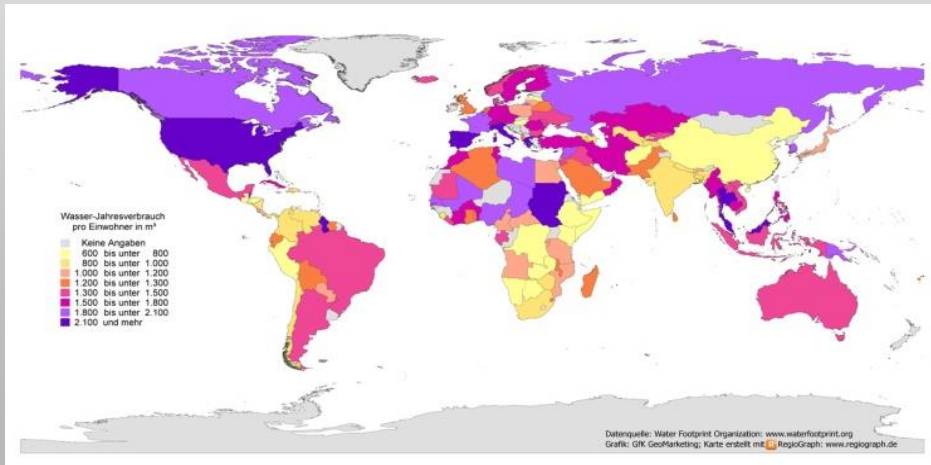 Wasser-Jahresverbrauch
pro Einwohner in m³
Keine Angaben
600 bis unter 800
800 bis unter 1.000
1.000 bis unter 1.200
1.200 bis unter 1.300
1.300 bis unter 1.500
1.500 bis unter 1.800
1.800 bis unter 2.100
2.100 und mehr
Datenquelle: Water Footprint Organization: www.waterfootprint.org
Grafik: GfK GeoMarketing; Karte erstellt mit RegioGraph: www.regiograph.de